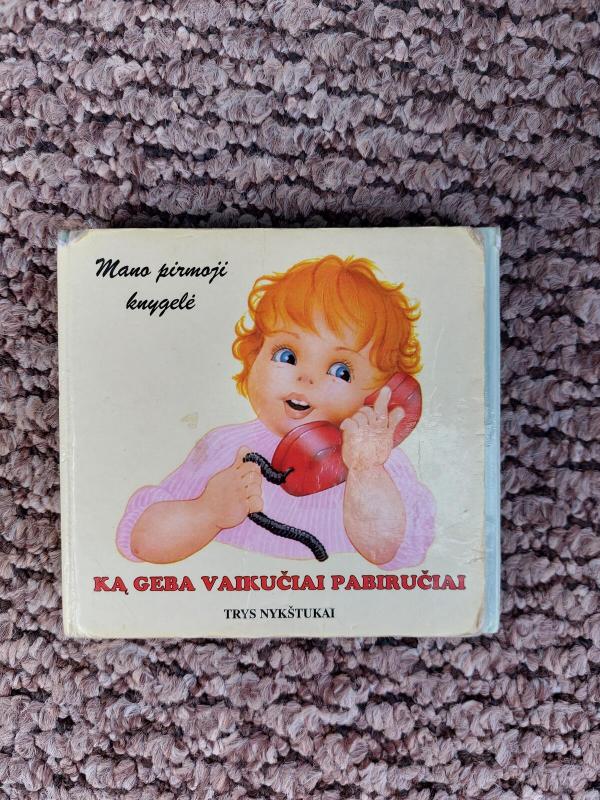 Mano pirmoji
knygelė
KĄ GEBA VAIKUČIAI PABIRUČIAI
TRYS NYKŠTUKAI